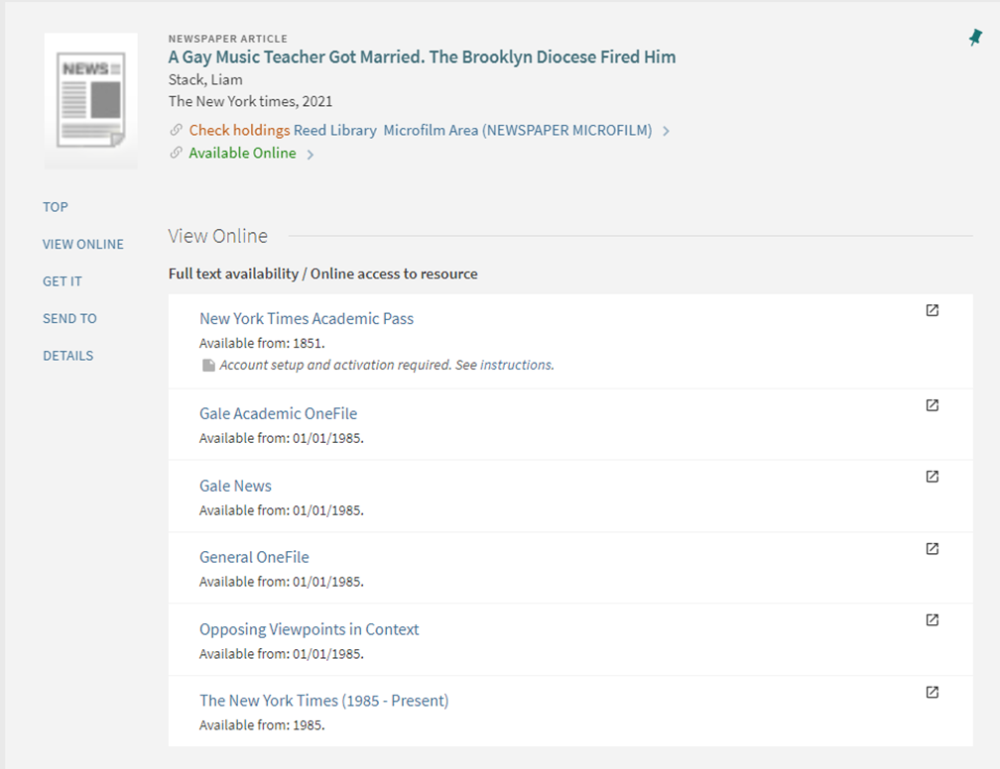 NEWSPAPER ARTICLE
A Gay Music Teacher Got Married. The Brooklyn Diocese Fired Him
Stack, Liam
The New York times, 2021
Check holdings Reed Library Microfilm Area (NEWSPAPER MICROFILM)
Available Online
NEWS
TOP
VIEW ONLINE
GET IT
SEND TO
DETAILS
View Online
Full text availability / Online access to resource
New York Times Academic Pass
Available from: 1851.
Account setup and activation required. See instructions.
Gale Academic OneFile
Available from: 01/01/1985.
Gale News
Available from: 01/01/1985.
General OneFile
Available from: 01/01/1985.
Opposing Viewpoints in Context
Available from: 01/01/1985.
The New York Times (1985 - Present)
Available from: 1985.